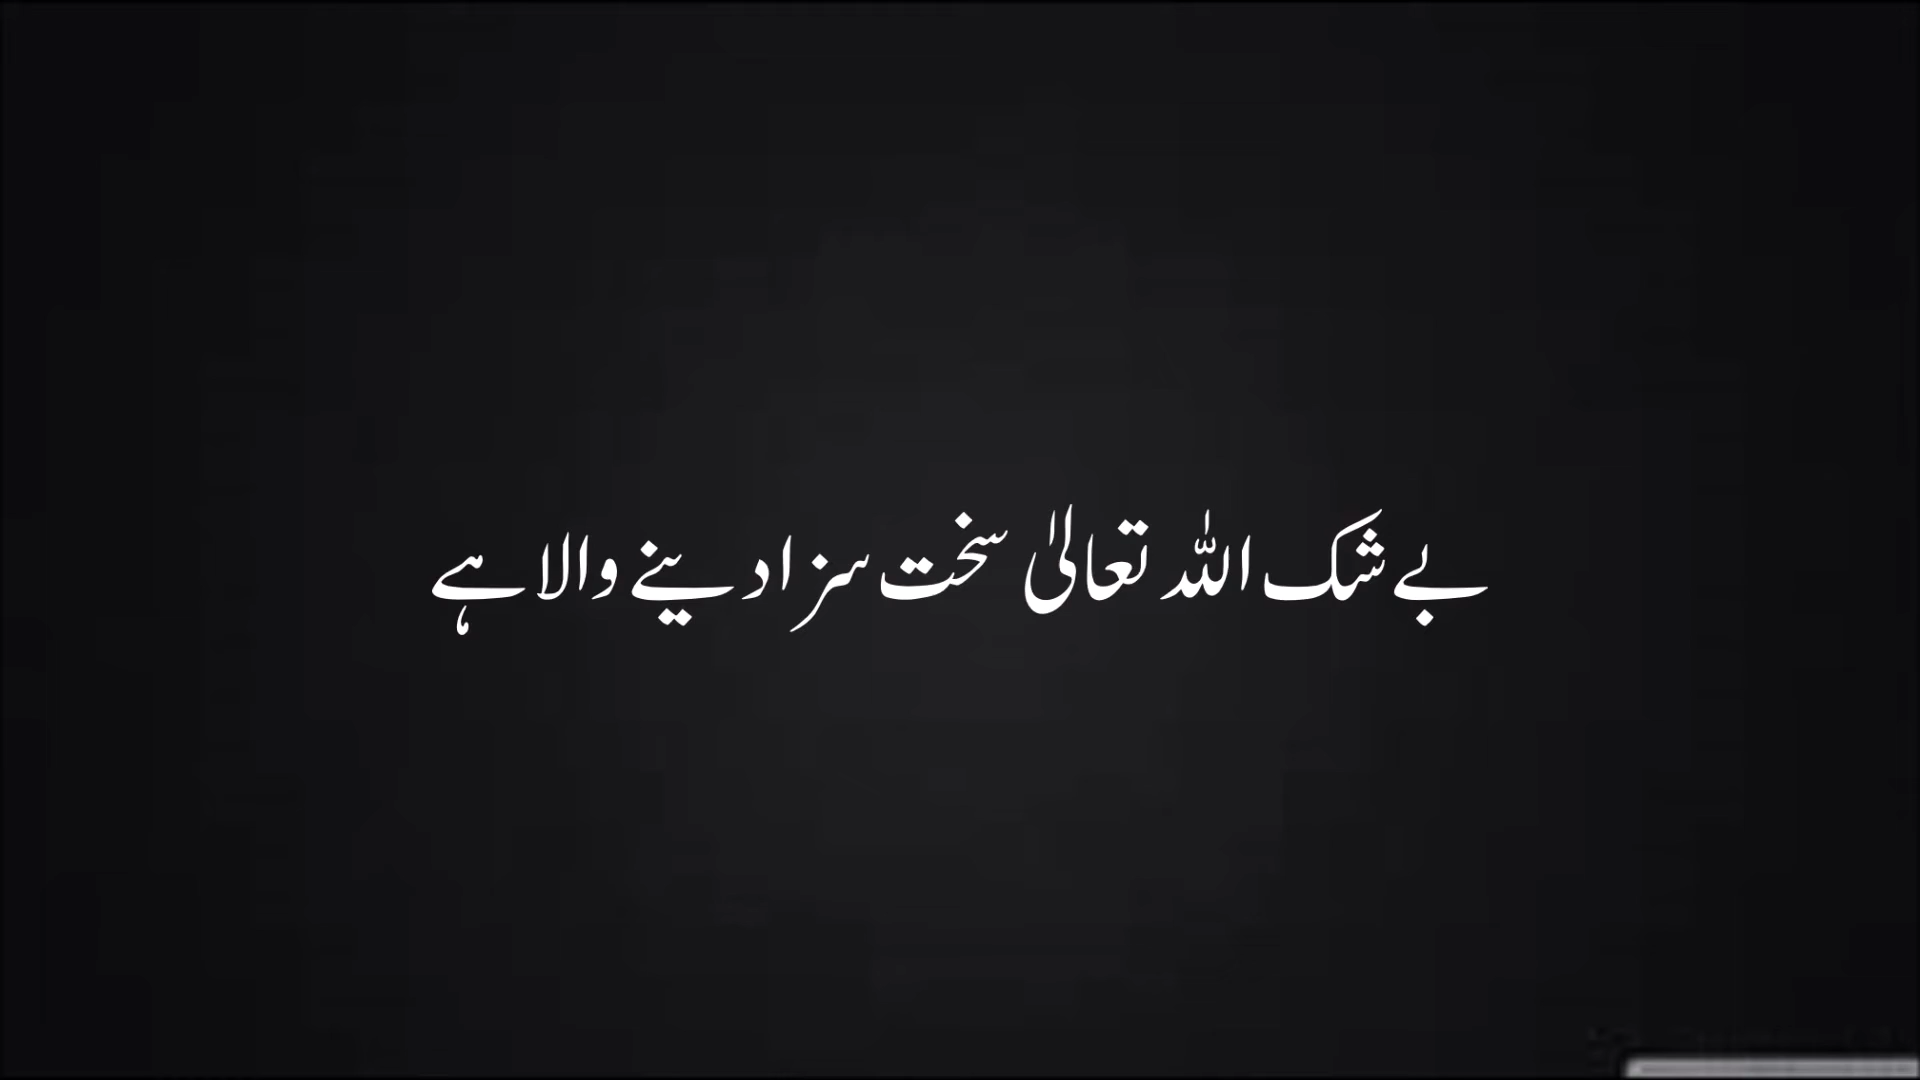 بے شک اللہ تعالیٰ سخت سزا دینے والا ہے